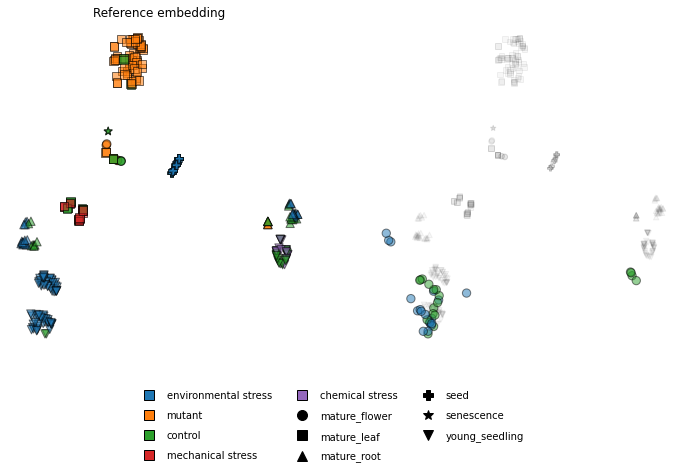 Reference embedding
environmental stress
mutant
control
mechanical stress
chemical stress
mature_flower
mature_leaf
mature_root
seed
senescence
young_seedling